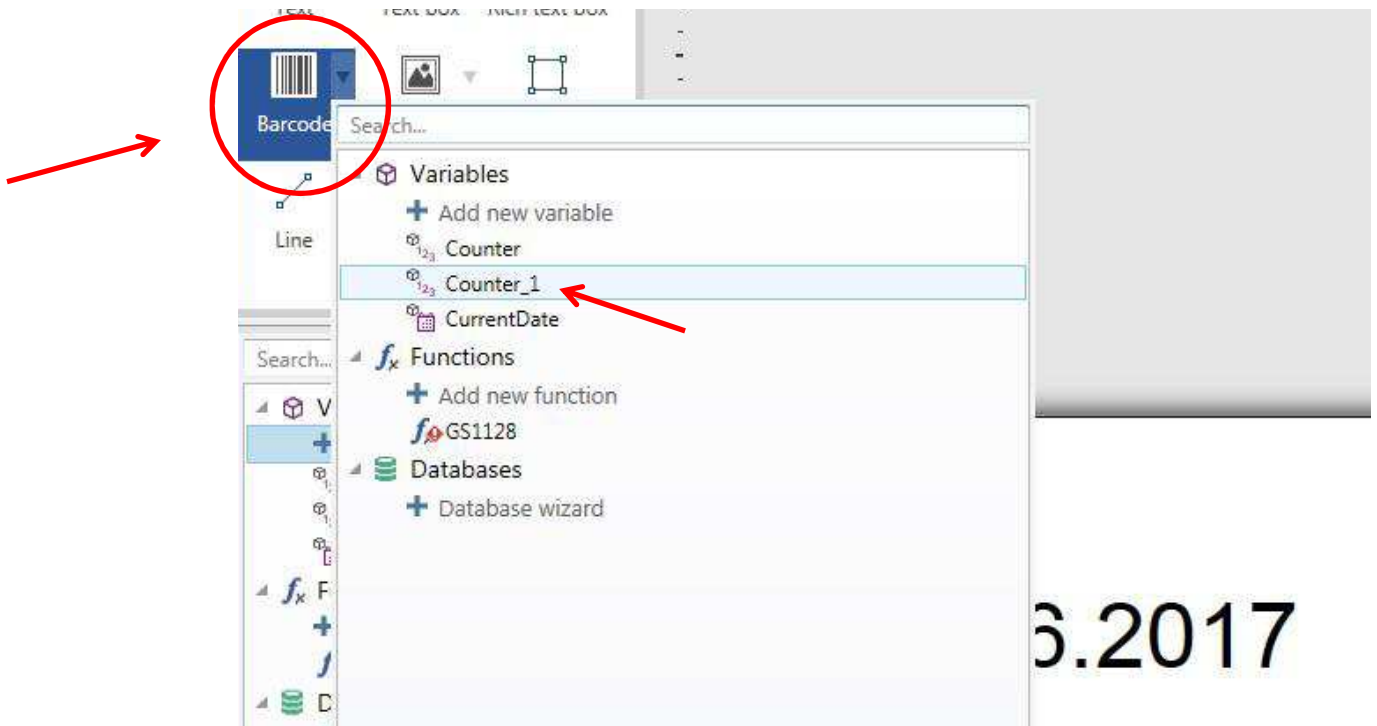 Text Text box Rich text box
Barcode
Search...
Variables
Add new variable
Line
Counter
Counter_1
CurrentDate
Search...
Functions
Add new function
V
GS1128
Databases
Database wizard
F
6.2017
D